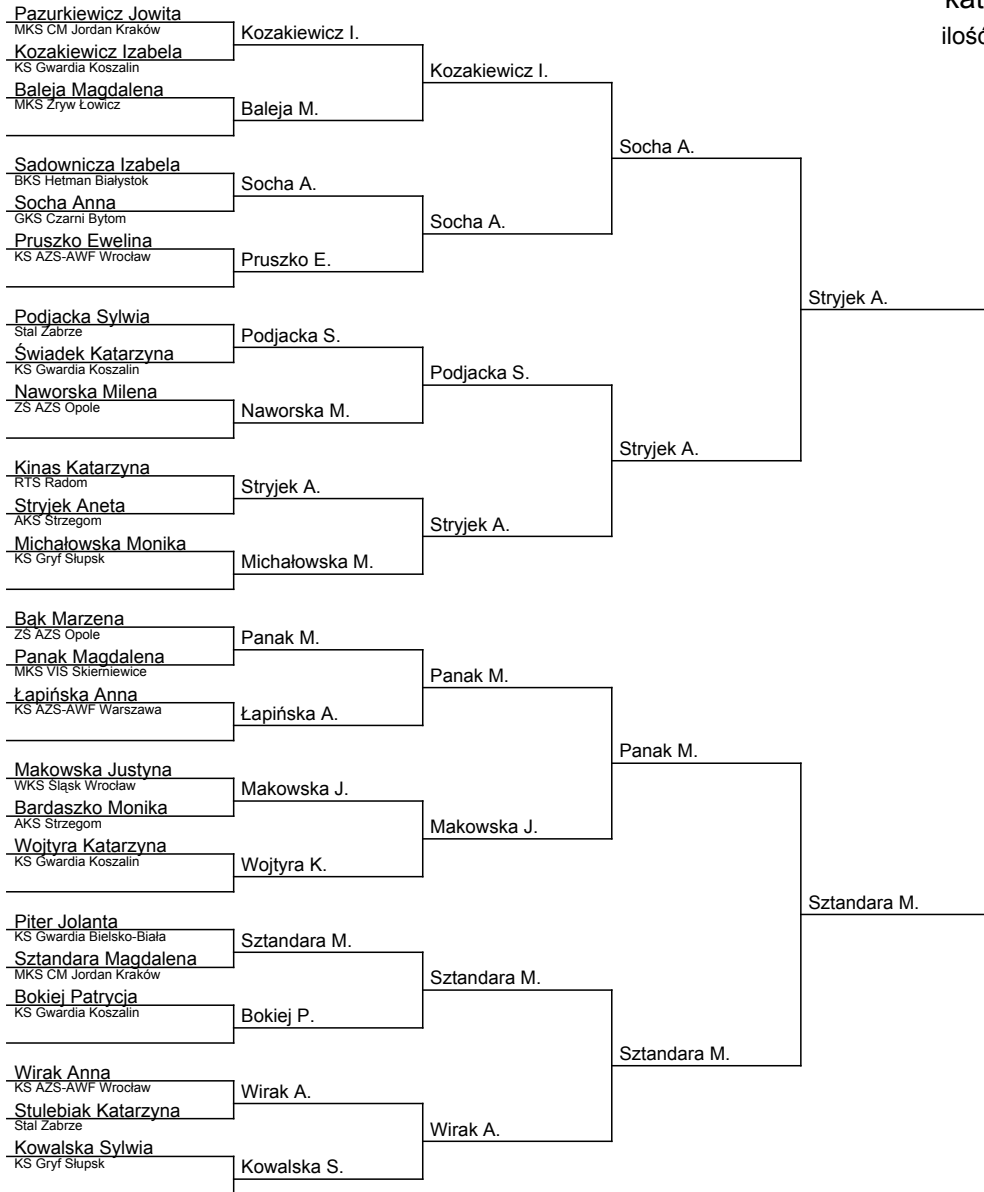 kat
ilość
Pazurkiewicz Jowita
MKS CM Jordan Kraków
Kozakiewicz Izabela
KS Gwardia Koszalin
Baleja Magdalena
MKS Zryw Łowicz
Sadownicza Izabela
BKS Hetman Białystok
Socha Anna
GKS Czarni Bytom
Pruszko Ewelina
KS AZS-AWF Wrocław
Podjacka Sylwia
Stal Zabrze
Świadek Katarzyna
KS Gwardia Koszalin
Naworska Milena
ZŚ AZS Opole
Kinas Katarzyna
RTS Radom
Stryjek Aneta
AKS Strzegom
Michałowska Monika
KS Gryf Słupsk
Bąk Marzena
ZŚ AZS Opole
Panak Magdalena
MKS VIS Skierniewice
Łapińska Anna
KS AZS-AWF Warszawa
Makowska Justyna
WKS Śląsk Wrocław
Bardaszko Monika
AKS Strzegom
Wojtyra Katarzyna
KS Gwardia Koszalin
Piter Jolanta
KS Gwardia Bielsko-Biała
Sztandara Magdalena
MKS CM Jordan Kraków
Bokiej Patrycja
KS Gwardia Koszalin
Wirak Anna
KS AZS-AWF Wrocław
Stulebiak Katarzyna
Stal Zabrze
Kowalska Sylwia
KS Gryf Słupsk
Kozakiewicz I.
Baleja M.
Socha A.
Pruszko E.
Podjacka S.
Naworska M.
Stryjek A.
Michałowska M.
Panak M.
Łapińska A.
Makowska J.
Wojtyra K.
Sztandara M.
Bokiej P.
Wirak A.
Kowalska S.
Kozakiewicz I.
Socha A.
Podjacka S.
Stryjek A.
Panak M.
Makowska J.
Sztandara M.
Wirak A.
Socha A.
Stryjek A.
Panak M.
Sztandara M.
Stryjek A.
Sztandara M.